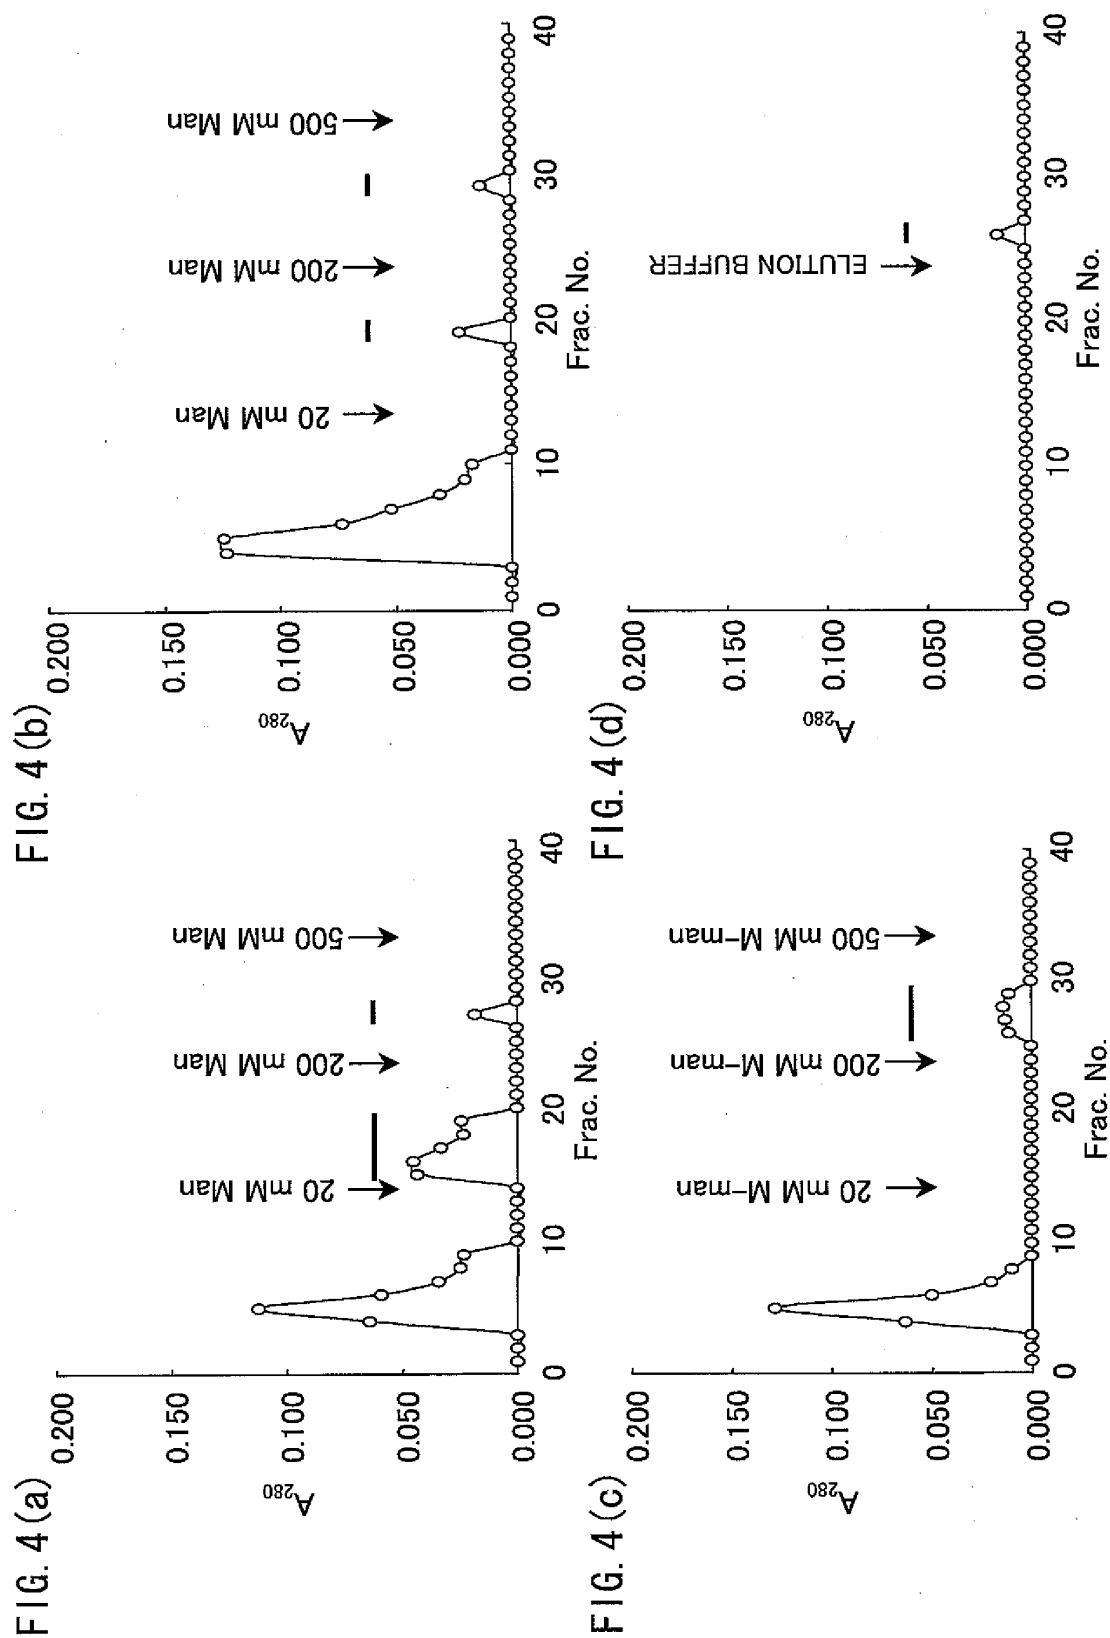 FIG. 4(a)
0.200
0.150
0.100
0.050
0.000
A280
0
10
20
30
40
Frac. No.
20 mM Man
200 mM Man
500 mM Man
FIG. 4(b)
0.200
0.150
0.100
0.050
0.000
A280
0
10
20
30
40
Frac. No.
20 mM Man
200 mM Man
500 mM Man
FIG. 4(c)
0.200
0.150
0.100
0.050
0.000
A280
0
10
20
30
40
Frac. No.
20 mM M-man
200 mM M-man
500 mM M-man
FIG. 4(d)
0.200
0.150
0.100
0.050
0.000
A280
0
10
20
30
40
Frac. No.
ELUTION BUFFER